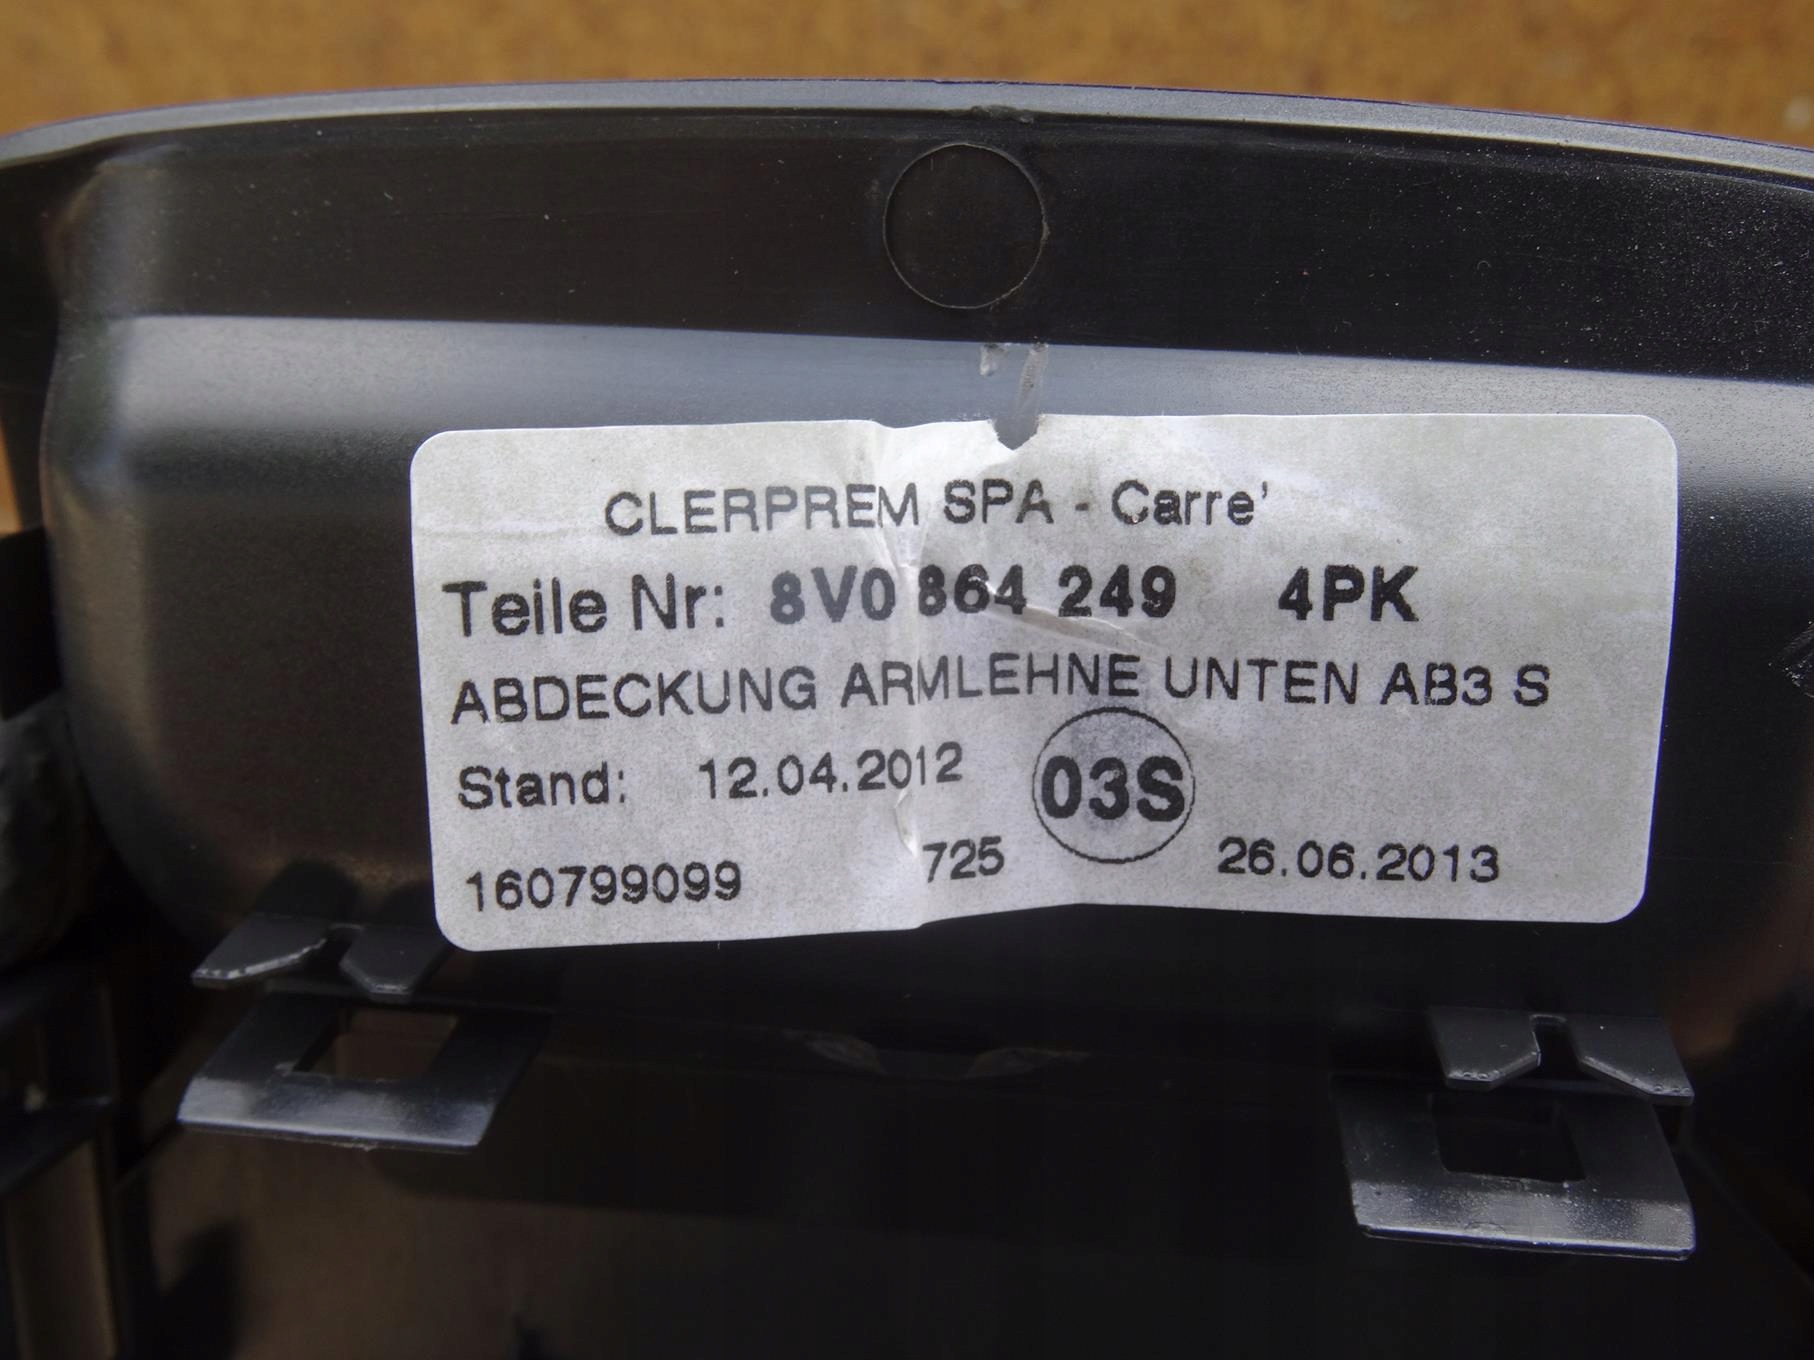 CLERPREM SPA - Carre'
Teile Nr: 8V0 864 249 4PK
ABDECKUNG ARMLEHNE UNTEN AB3 S
Stand: 12.04.2012 03S
160799099 725 26.06.2013